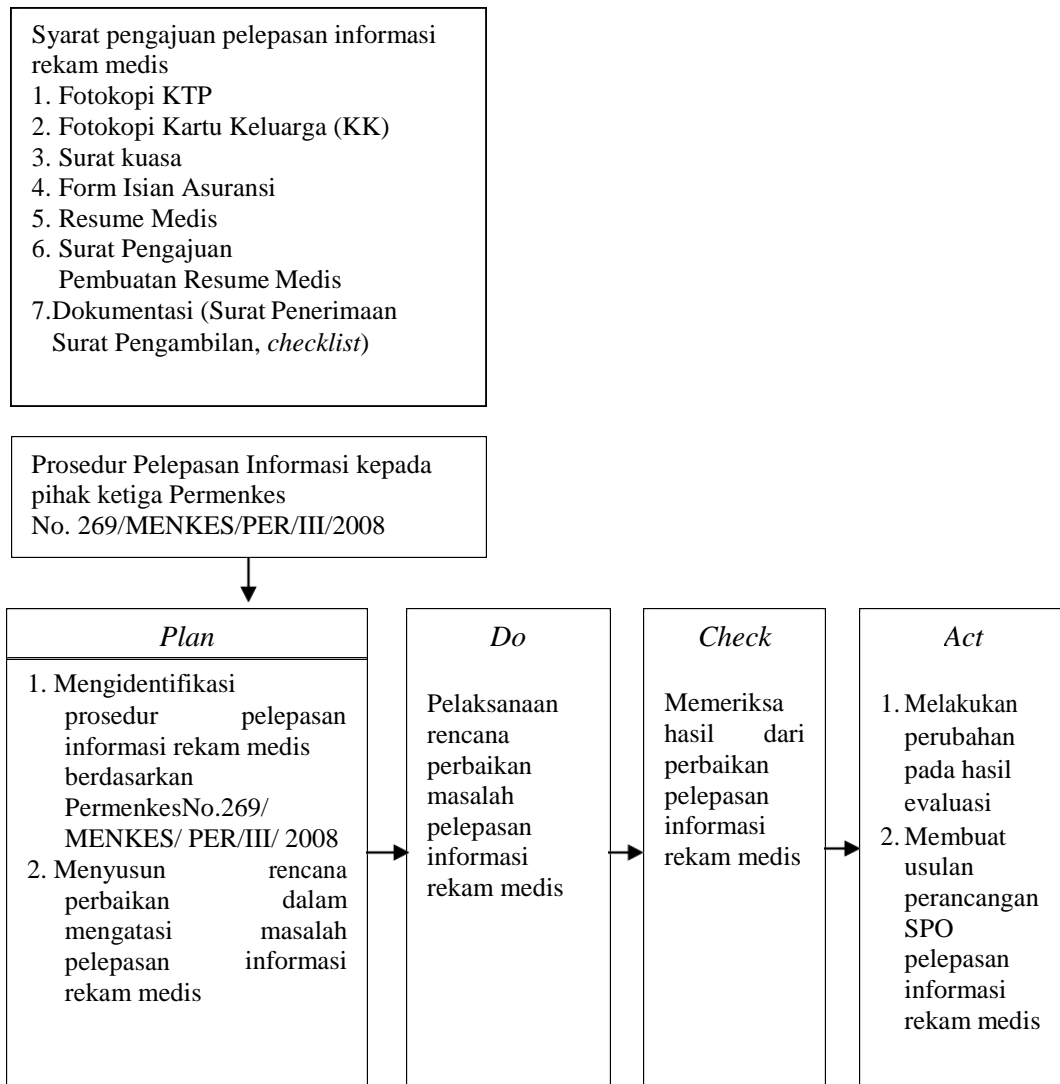 Syarat pengajuan pelepasan informasi
rekam medis
1. Fotokopi KTP
2. Fotokopi Kartu Keluarga (KK)
3. Surat kuasa
4. Form Isian Asuransi
5. Resume Medis
6. Surat Pengajuan
Pembuatan Resume Medis
7.Dokumentasi (Surat Penerimaan
Surat Pengambilan, checklist)
Prosedur Pelepasan Informasi kepada
pihak ketiga Permenkes
No. 269/MENKES/PER/III/2008
Plan
1. Mengidentifikasi
prosedur pelepasan
informasi rekam medis
berdasarkan
PermenkesNo.269/
MENKES/ PER/III/ 2008
2. Menyusun rencana
perbaikan dalam
mengatasi masalah
pelepasan informasi
rekam medis
Do
Pelaksanaan
rencana
perbaikan
masalah
pelepasan
informasi
rekam medis
Check
Memeriksa
hasil dari
perbaikan
pelepasan
informasi
rekam medis
Act
1. Melakukan
perubahan
pada hasil
evaluasi
2. Membuat
usulan
perancangan
SPO
pelepasan
informasi
rekam medis